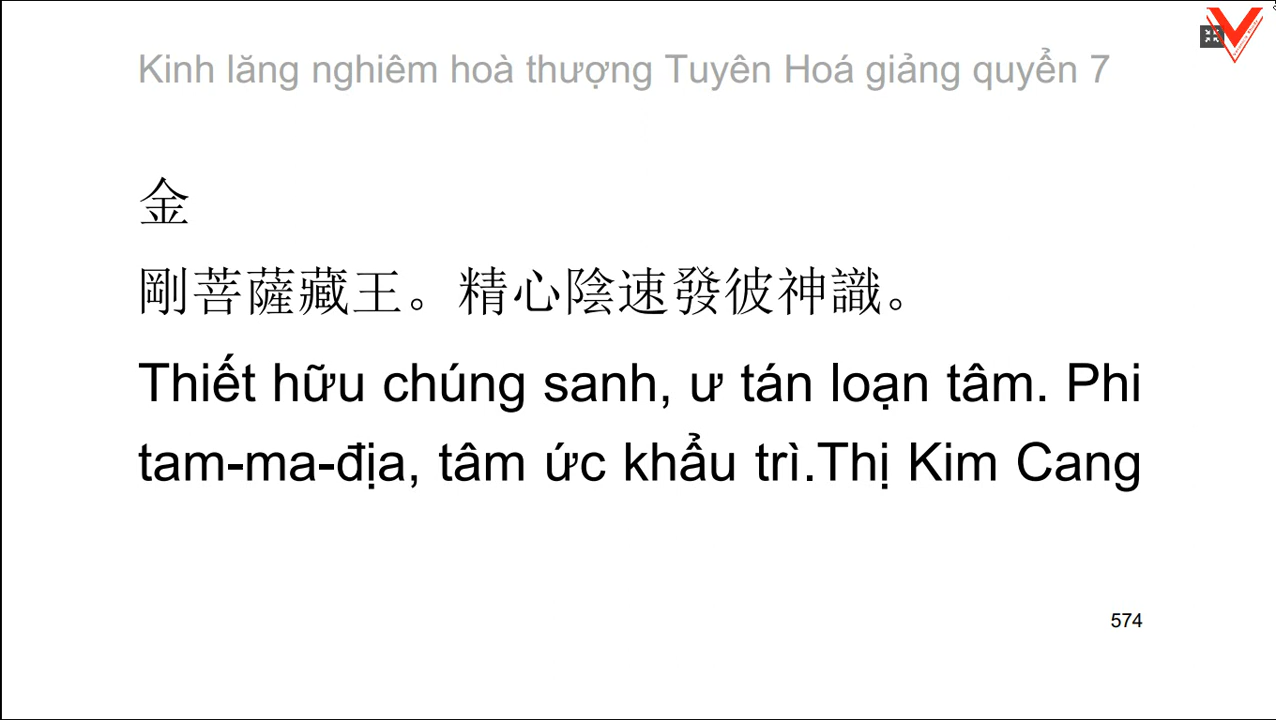 Kinh lăng nghiêm hoà thượng Tuyên Hoá giảng quyển 7
金
剛菩薩藏王。精心陰速發彼神識。
Thiết hữu chúng sanh, ư tán loạn tâm. Phi
tam-ma-địa, tâm ức khẩu trì.Thị Kim Cang
574